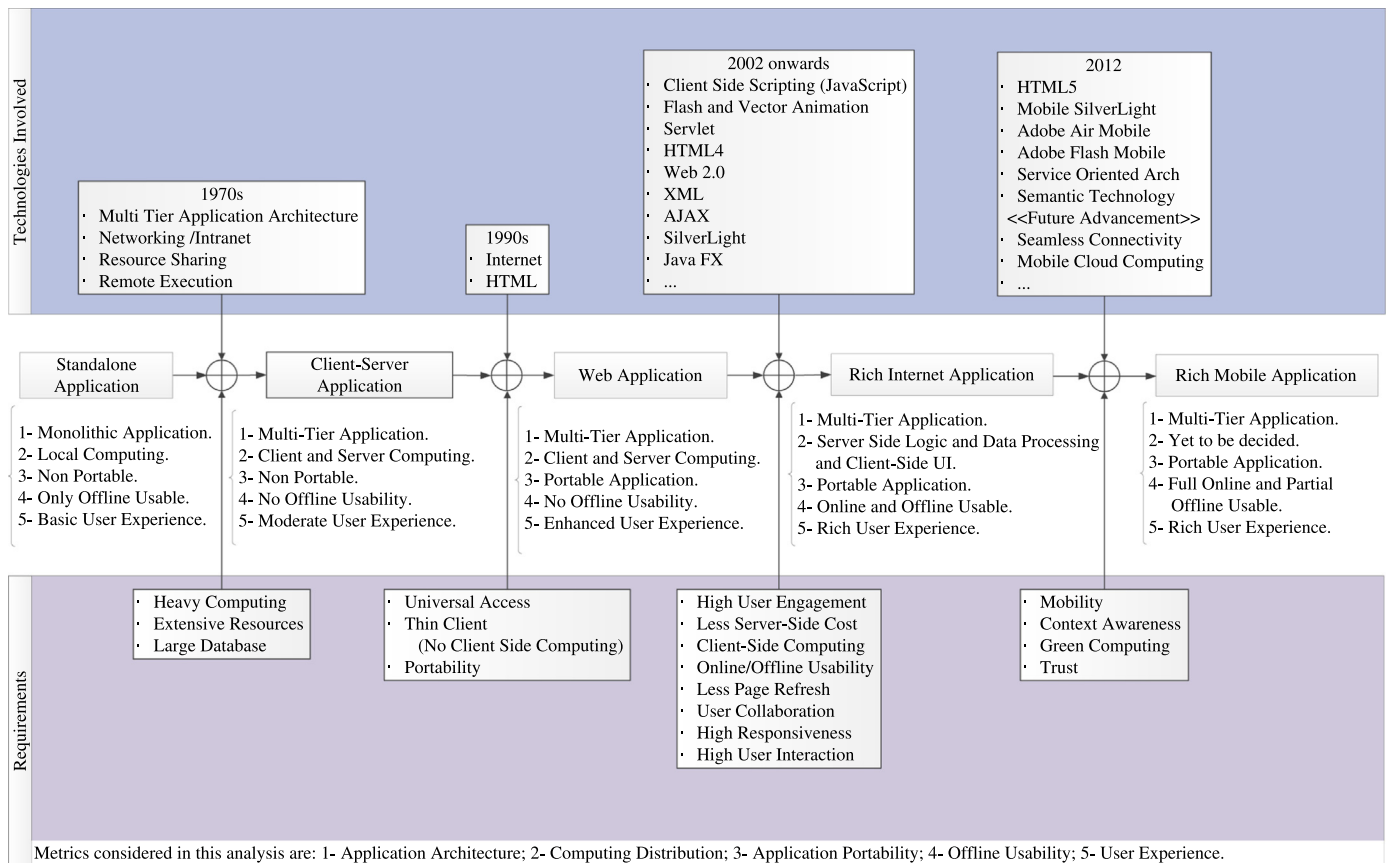 Technologies Involved
1970s
· Multi Tier Application Architecture
· Networking /Intranet
· Resource Sharing
· Remote Execution
1990s
· Internet
· HTML
2002 onwards
· Client Side Scripting (JavaScript)
· Flash and Vector Animation
· Servlet
· HTML4
· Web 2.0
· XML
· AJAX
· SilverLight
· Java FX
· ...
2012
· HTML5
· Mobile SilverLight
· Adobe Air Mobile
· Adobe Flash Mobile
· Service Oriented Arch
· Semantic Technology
<<Future Advancement>>
· Seamless Connectivity
· Mobile Cloud Computing
· ...
Standalone
Application
Client-Server
Application
Web Application
Rich Internet Application
Rich Mobile Application
1- Monolithic Application.
2- Local Computing.
3- Non Portable.
4- Only Offline Usable.
5- Basic User Experience.
1- Multi-Tier Application.
2- Client and Server Computing.
3- Non Portable.
4- No Offline Usability.
5- Moderate User Experience.
1- Multi-Tier Application.
2- Client and Server Computing.
3- Portable Application.
4- No Offline Usability.
5- Enhanced User Experience.
1- Multi-Tier Application.
2- Server Side Logic and Data Processing
and Client-Side UI.
3- Portable Application.
4- Online and Offline Usable.
5- Rich User Experience.
1- Multi-Tier Application.
2- Yet to be decided.
3- Portable Application.
4- Full Online and Partial
Offline Usable.
5- Rich User Experience.
Requirements
· Heavy Computing
· Extensive Resources
· Large Database
· Universal Access
· Thin Client
(No Client Side Computing)
· Portability
· High User Engagement
· Less Server-Side Cost
· Client-Side Computing
· Online/Offline Usability
· Less Page Refresh
· User Collaboration
· High Responsiveness
· High User Interaction
· Mobility
· Context Awareness
· Green Computing
· Trust
Metrics considered in this analysis are: 1- Application Architecture; 2- Computing Distribution; 3- Application Portability; 4- Offline Usability; 5- User Experience.